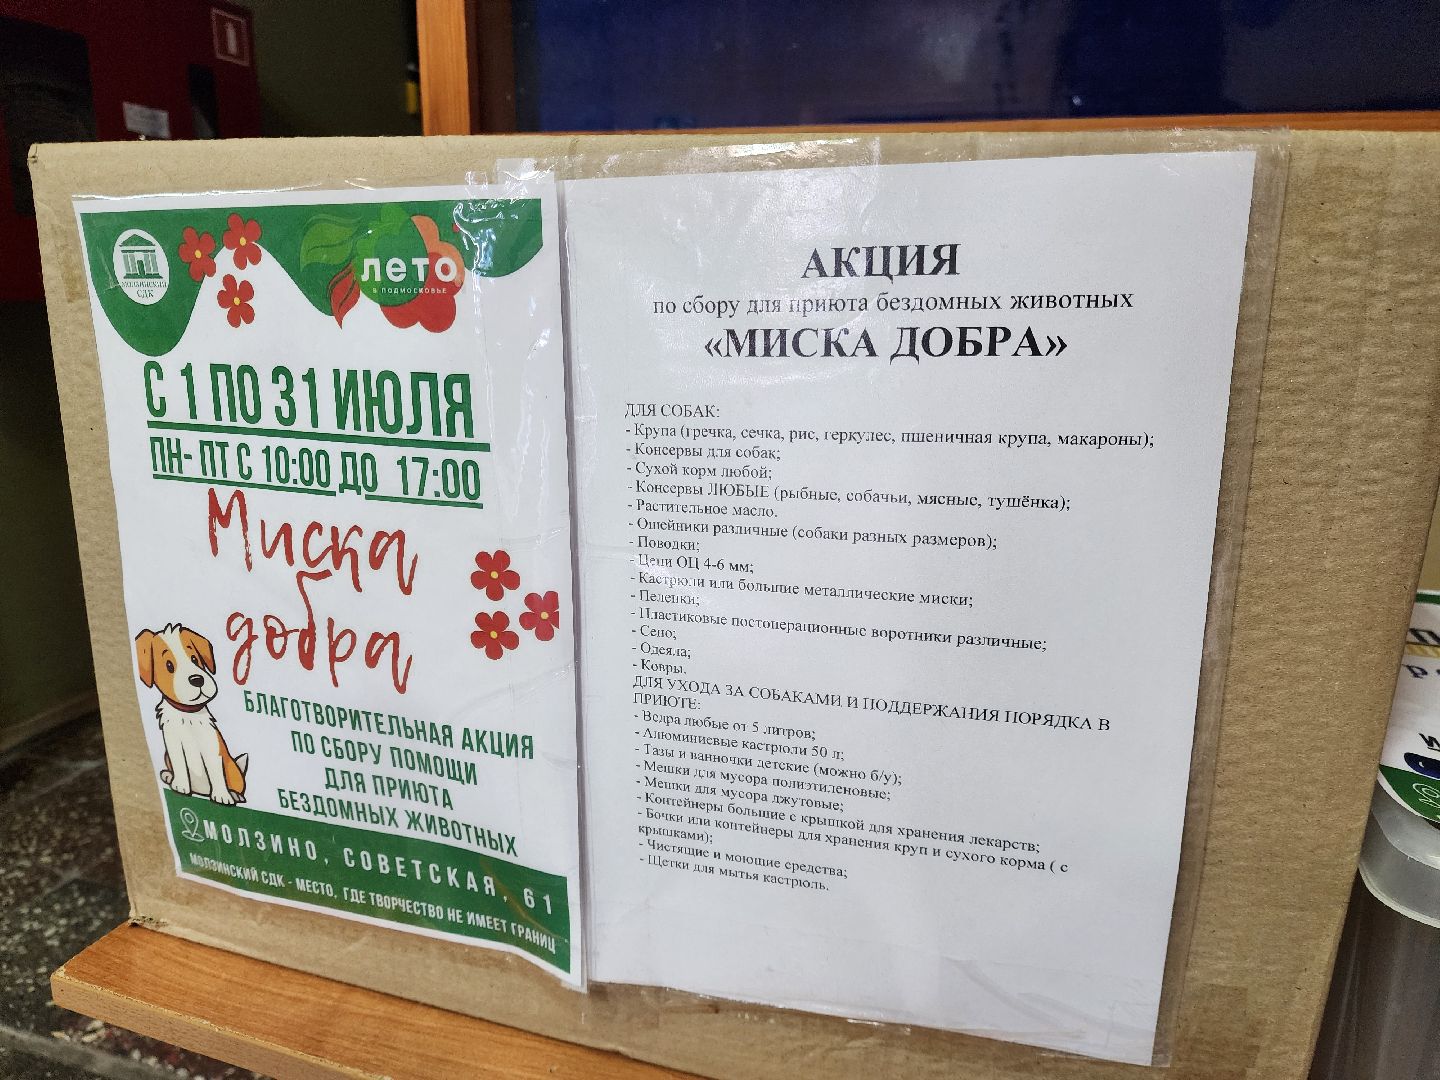 МОЛЗИНСКИЙ
СДК
лето
В ПОДМОСКОВЬЕ
С 1 ПО 31 ИЮЛЯ
ПН- ПТ С 10:00 ДО 17:00
Миска
добра
БЛАГОТВОРИТЕЛЬНАЯ АКЦИЯ
ПО СБОРУ ПОМОЩИ
ДЛЯ ПРИЮТА
БЕЗДОМНЫХ ЖИВОТНЫХ
МОЛЗИНО, СОВЕТСКАЯ, 61
МОЛЗИНСКИЙ СДК - МЕСТО, ГДЕ ТВОРЧЕСТВО НЕ ИМЕЕТ ГРАНИЦ
АКЦИЯ
по сбору для приюта бездомных животных
«МИСКА ДОБРА»
ДЛЯ СОБАК:
- Крупа (гречка, сечка, рис, геркулес, пшеничная крупа, макароны);
- Консервы для собак;
- Сухой корм любой;
- Консервы ЛЮБЫЕ (рыбные, собачьи, мясные, тушёнка);
- Растительное масло.
- Ошейники различные (собаки разных размеров);
- Поводки;
- Цепи ОЦ 4-6 мм;
- Кастрюли или большие металлические миски;
- Пеленки;
- Пластиковые постоперационные воротники различные;
- Сено;
- Одеяла;
- Ковры.
ДЛЯ УХОДА ЗА СОБАКАМИ И ПОДДЕРЖАНИЯ ПОРЯДКА В
ПРИЮТЕ:
- Ведра любые от 5 литров;
- Алюминиевые кастрюли 50 л;
- Тазы и ванночки детские (можно б/у);
- Мешки для мусора полиэтиленовые;
- Мешки для мусора джутовые;
- Контейнеры большие с крышкой для хранения лекарств;
- Бочки или контейнеры для хранения круп и сухого корма ( с
крышками);
- Чистящие и моющие средства;
- Щетки для мытья кастрюль.